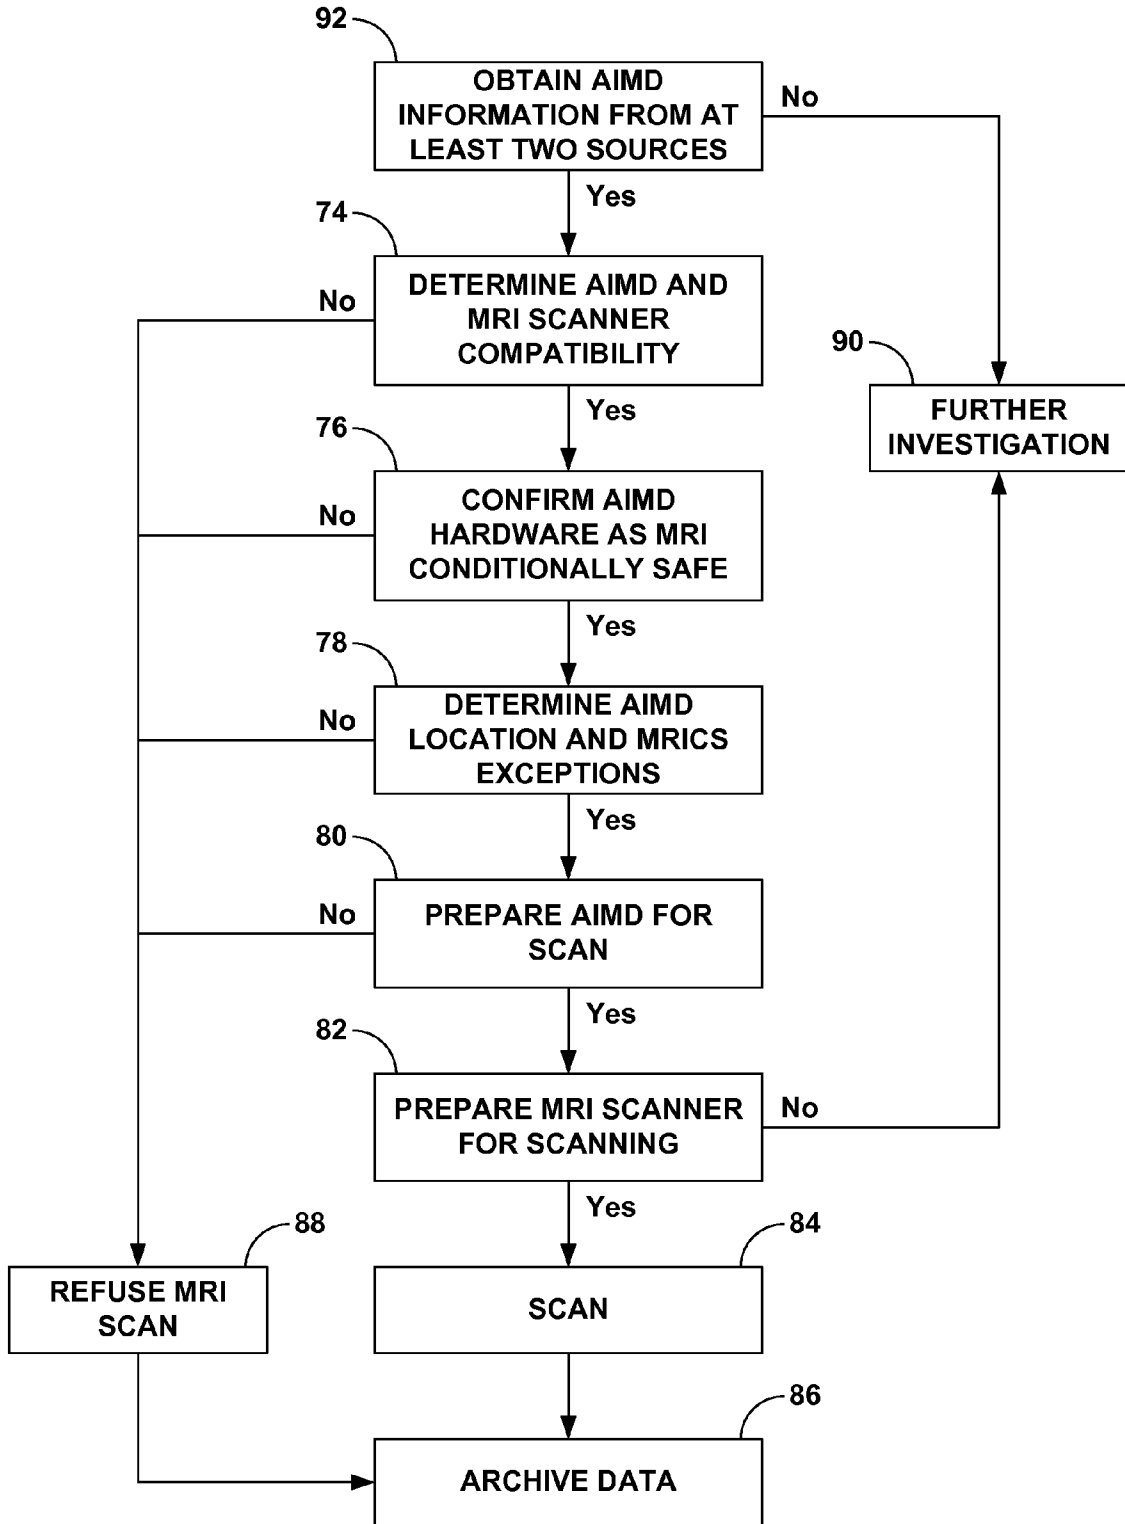 92
OBTAIN AIMD
INFORMATION FROM AT
LEAST TWO SOURCES
No
Yes
74
DETERMINE AIMD AND
MRI SCANNER
COMPATIBILITY
No
90
FURTHER
INVESTIGATION
Yes
76
CONFIRM AIMD
HARDWARE AS MRI
CONDITIONALLY SAFE
No
Yes
78
DETERMINE AIMD
LOCATION AND MRICS
EXCEPTIONS
No
Yes
80
PREPARE AIMD FOR
SCAN
No
Yes
82
PREPARE MRI SCANNER
FOR SCANNING
No
Yes
88
REFUSE MRI
SCAN
84
SCAN
86
ARCHIVE DATA